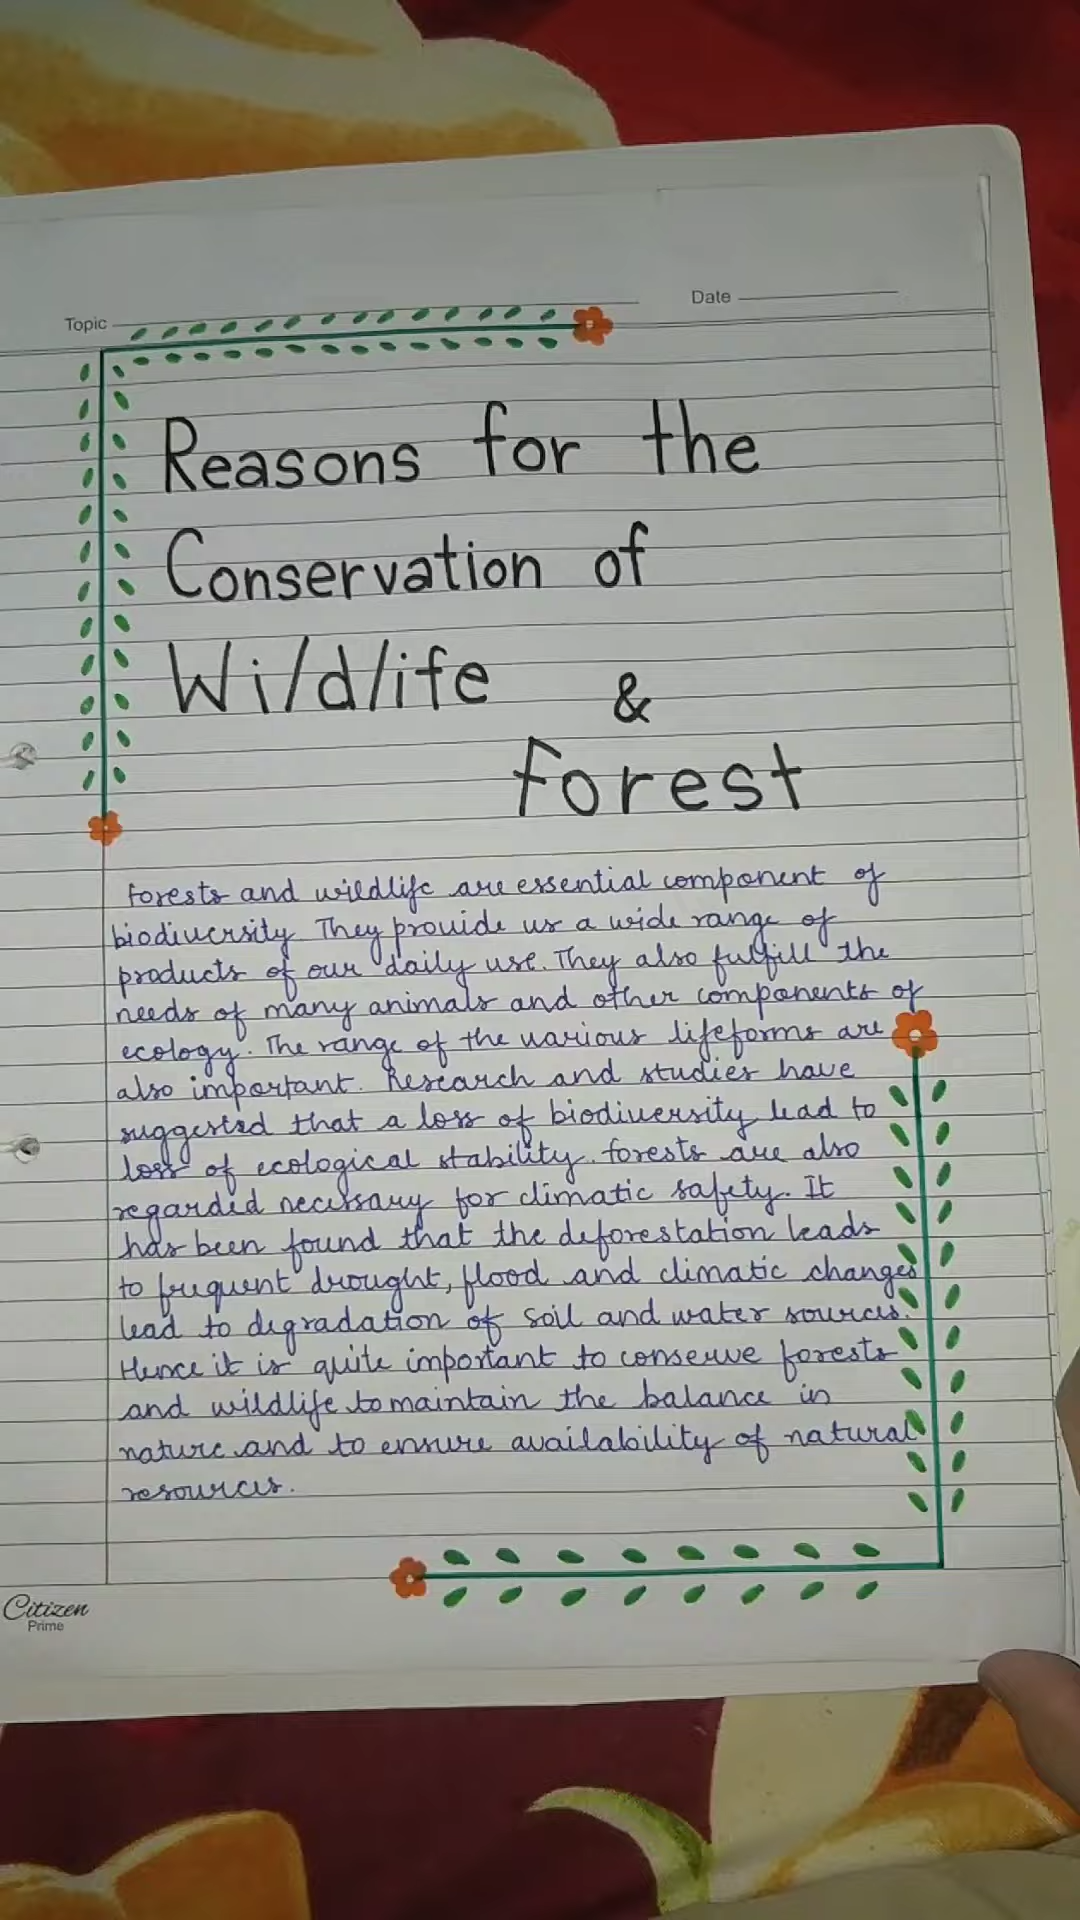 Topic
Date
Reasons for the
Conservation of
Wildlife &
Forest
Forests and wildlife are essential component of
biodiversity. They provide us a wide range of
products of our daily use. They also fulfill the
needs of many animals and other components of
ecology. The range of the various lifeforms are
also important. Research and studies have
suggested that a loss of biodiversity lead to
loss of ecological stability. Forests are also
regarded necessary for climatic safety. It
has been found that the deforestation leads
to frequent drought, flood and climatic changes
lead to degradation of soil and water sources.
Hence it is quite important to conserve forests
and wildlife to maintain the balance in
nature and to ensure availability of natural
resources.
Citizen
Prime